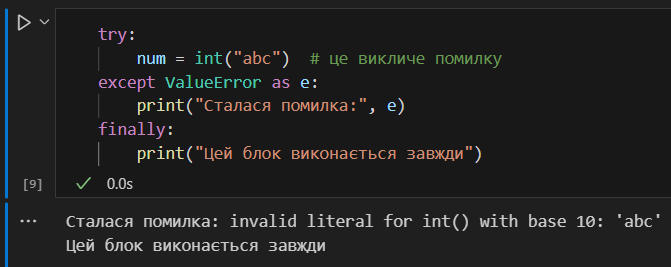 try:
    num = int("abc")  # це викличе помилку
except ValueError as e:
    print("Сталася помилка:", e)
finally:
    print("Цей блок виконається завжди")
[9]
0.0s
...
Сталася помилка: invalid literal for int() with base 10: 'abc'
Цей блок виконається завжди